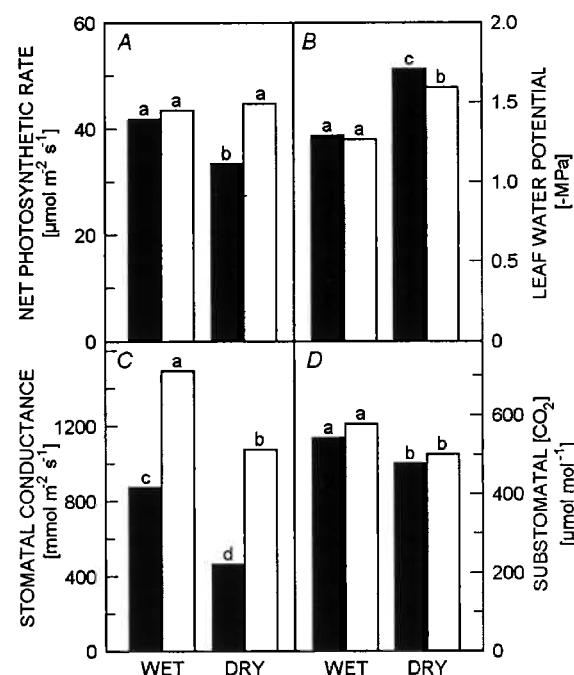 NET PHOTOSYNTHETIC RATE
[µmol m⁻² s⁻¹]
60
40
20
0
A
a
a
b
a
B
a
a
c
b
2.0
1.5
1.0
0.5
0
LEAF WATER POTENTIAL
[-MPa]
STOMATAL CONDUCTANCE
[mmol m⁻² s⁻¹]
1200
800
400
0
C
c
a
d
b
D
a
a
b
b
600
400
200
0
SUBSTOMATAL [CO₂]
[µmol mol⁻¹]
WET DRY WET DRY